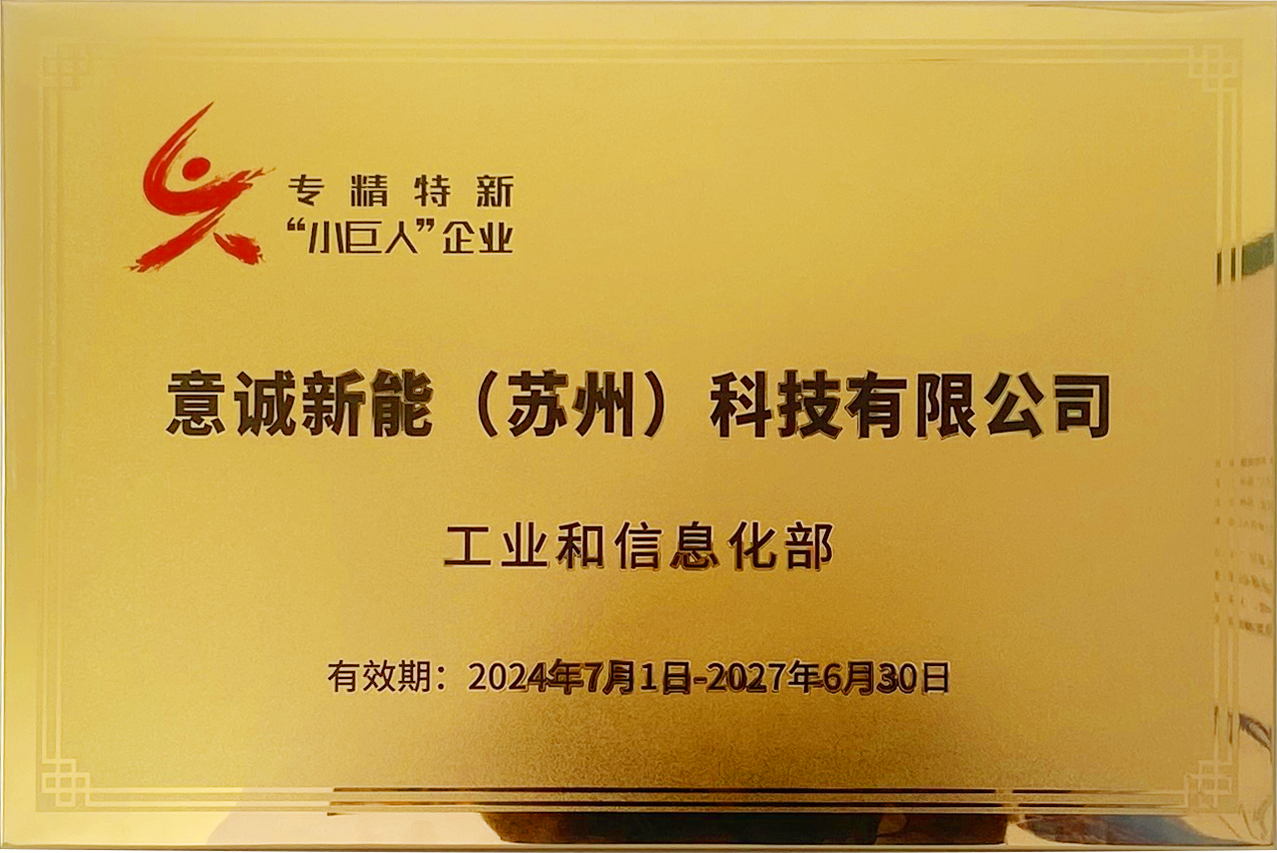 专精特新
“小巨人”企业
意诚新能（苏州）科技有限公司
工业和信息化部
有效期：2024年7月1日-2027年6月30日